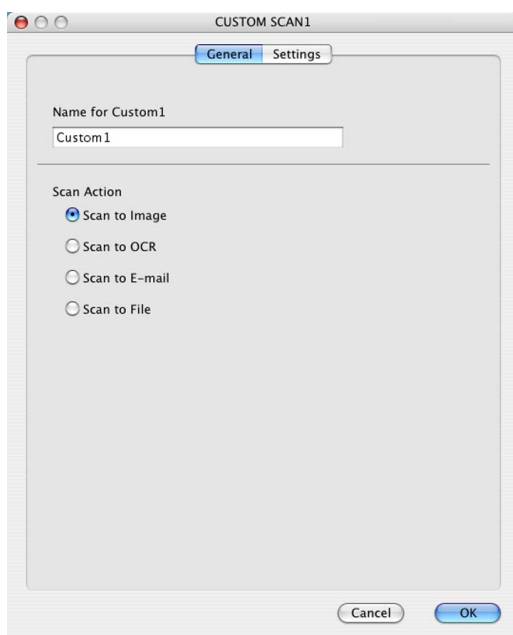 CUSTOM SCAN1
General Settings
Name for Custom1
Custom1
Scan Action
Scan to Image
Scan to OCR
Scan to E-mail
Scan to File
Cancel OK